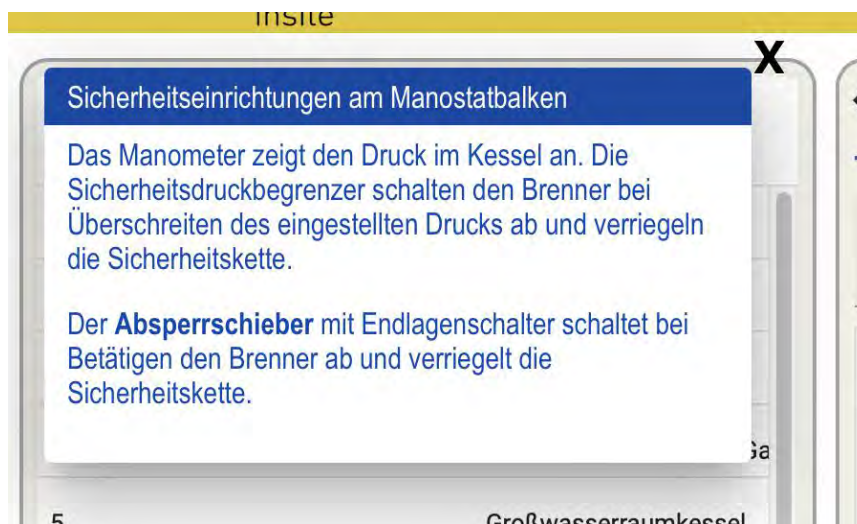 insite
X
Sicherheitseinrichtungen am Manostatbalken
Das Manometer zeigt den Druck im Kessel an. Die
Sicherheitsdruckbegrenzer schalten den Brenner bei
Überschreiten des eingestellten Drucks ab und verriegeln
die Sicherheitskette.
Der Absperrschieber mit Endlagenschalter schaltet bei
Betätigen den Brenner ab und verriegelt die
Sicherheitskette.
5 Großwasserraumkessel